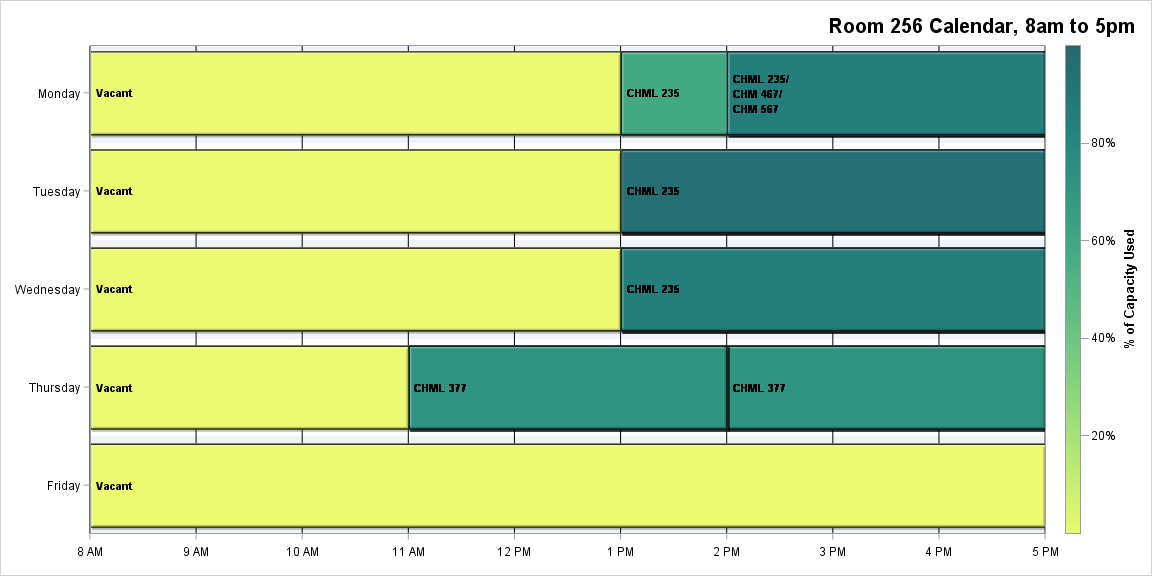 Room 256 Calendar, 8am to 5pm
Monday
Vacant
CHML 235
CHML 235/
CHM 467/
CHM 567
Tuesday
Vacant
CHML 235
Wednesday
Vacant
CHML 235
Thursday
Vacant
CHML 377
CHML 377
Friday
Vacant
8 AM
9 AM
10 AM
11 AM
12 PM
1 PM
2 PM
3 PM
4 PM
5 PM
80%
60%
40%
20%
% of Capacity Used